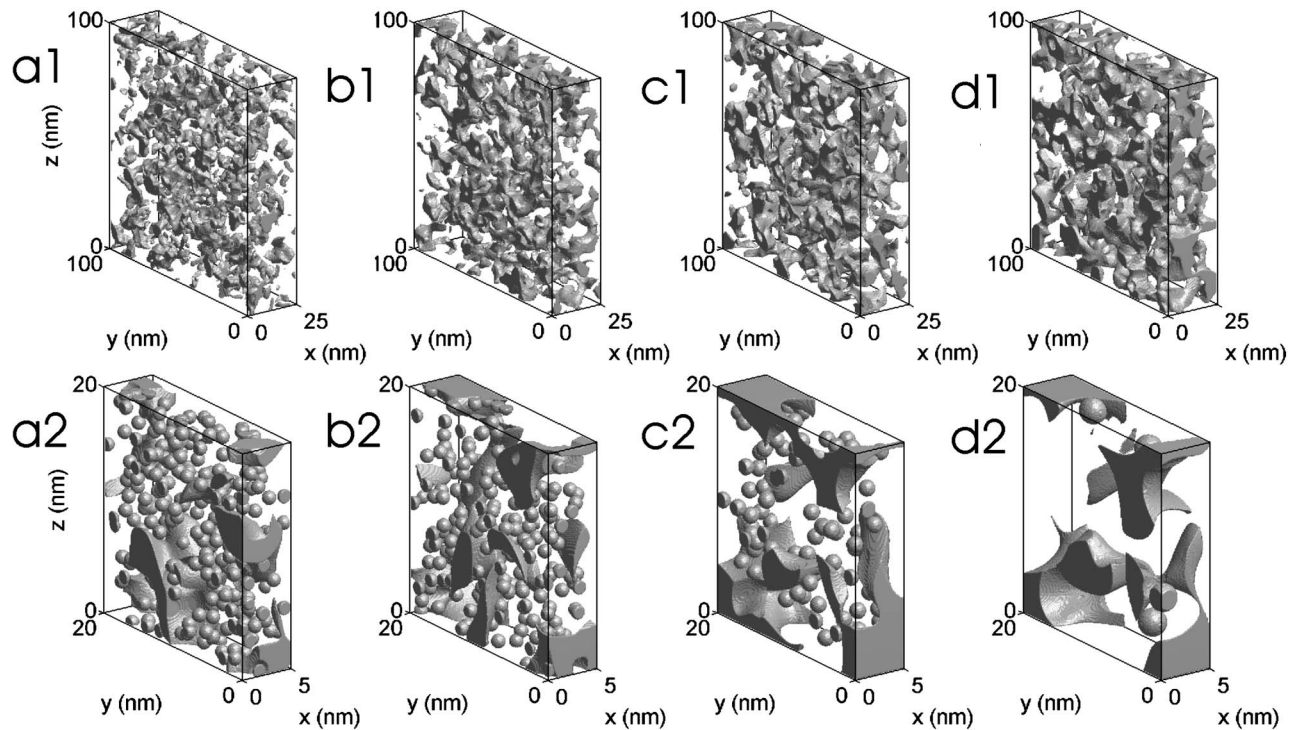 100 100 100 100
a1 b1 c1 d1
z (nm)
0 0 0 0
100 100 100 100
0 0 25 0 0 25 0 0 25 0 0 25
y (nm) x (nm) y (nm) x (nm) y (nm) x (nm) y (nm) x (nm)
20 20 20 20
a2 b2 c2 d2
z (nm)
0 0 0 0
20 20 20 20
0 0 5 0 0 5 0 0 5 0 0 5
y (nm) x (nm) y (nm) x (nm) y (nm) x (nm) y (nm) x (nm)